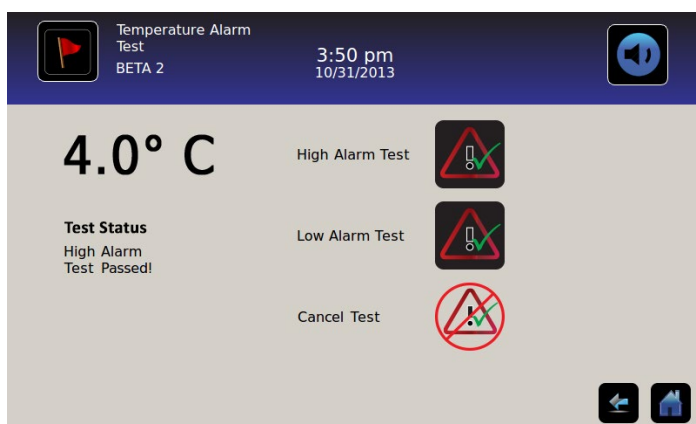 Temperature Alarm
Test
BETA 2
3:50 pm
10/31/2013
4.0° C
High Alarm Test
Test Status
High Alarm
Test Passed!
Low Alarm Test
Cancel Test